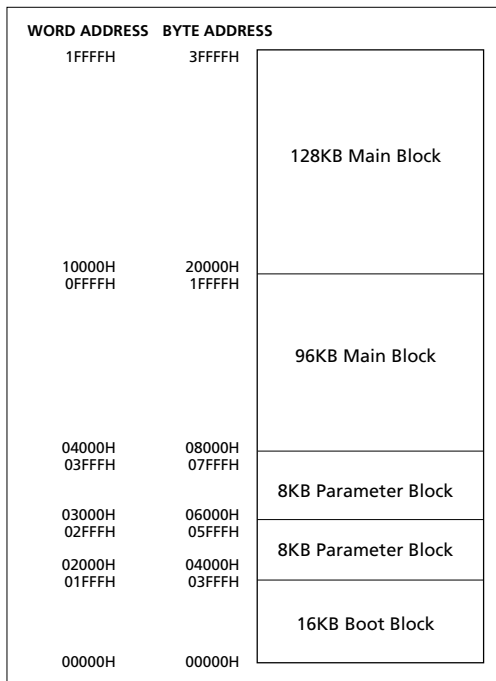 WORD ADDRESS BYTE ADDRESS
1FFFFH 3FFFFH
128KB Main Block
10000H 20000H
0FFFFH 1FFFFH
96KB Main Block
04000H 08000H
03FFFH 07FFFH
8KB Parameter Block
03000H 06000H
02FFFH 05FFFH
8KB Parameter Block
02000H 04000H
01FFFH 03FFFH
16KB Boot Block
00000H 00000H